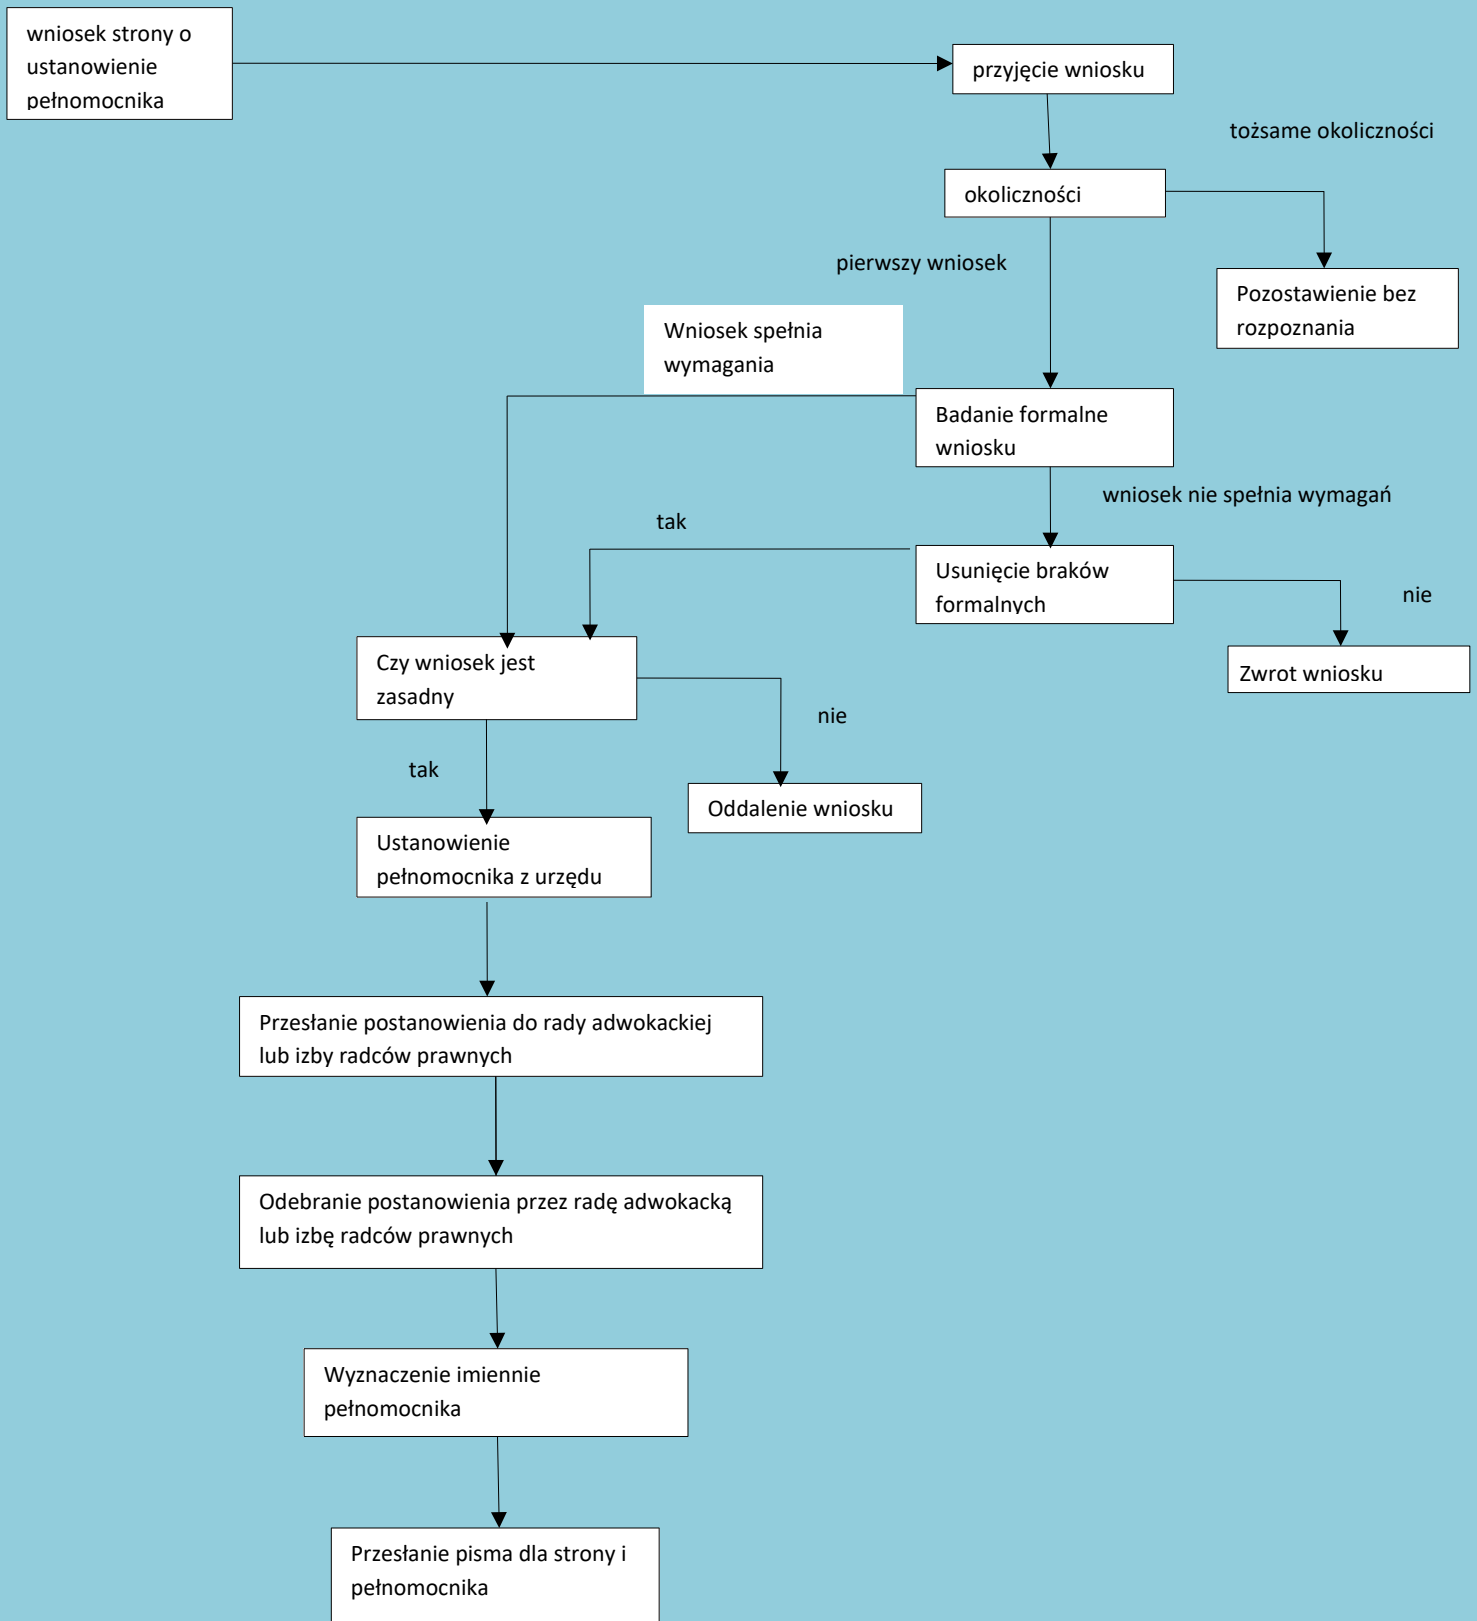 wniosek strony o
ustanowienie
pełnomocnika
przyjęcie wniosku
tożsame okoliczności
okoliczności
pierwszy wniosek
Pozostawienie bez
rozpoznania
Wniosek spełnia
wymagania
Badanie formalne
wniosku
wniosek nie spełnia wymagań
tak
Usunięcie braków
formalnych
nie
Czy wniosek jest
zasadny
Zwrot wniosku
nie
tak
Oddalenie wniosku
Ustanowienie
pełnomocnika z urzędu
Przesłanie postanowienia do rady adwokackiej
lub izby radców prawnych
Odebranie postanowienia przez radę adwokacką
lub izbę radców prawnych
Wyznaczenie imiennie
pełnomocnika
Przesłanie pisma dla strony i
pełnomocnika